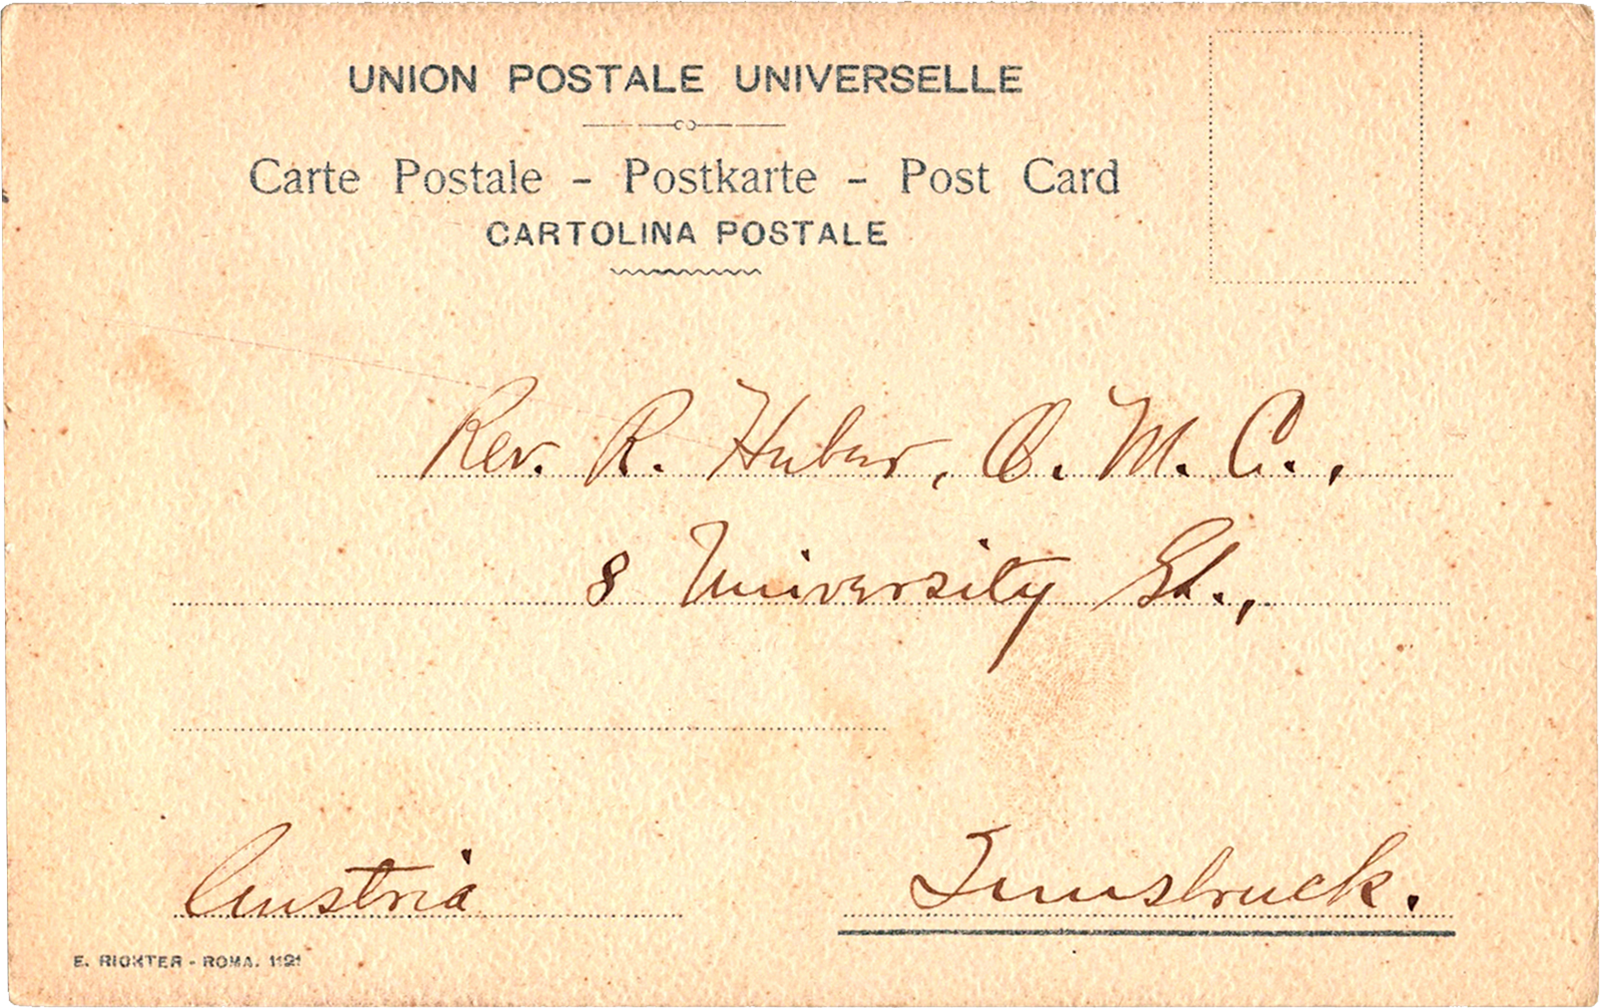 UNION POSTALE UNIVERSELLE
Carte Postale - Postkarte - Post Card
CARTOLINA POSTALE
Rev. R. Huber, O. M. C.,
8 University St.,
Austria
Innsbruck.
E. RICHTER - ROMA. 1121